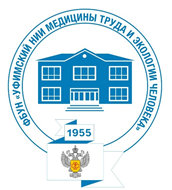 ФБУН «УФИМСКИЙ НИИ МЕДИЦИНЫ ТРУДА И ЭКОЛОГИИ ЧЕЛОВЕКА»
1955